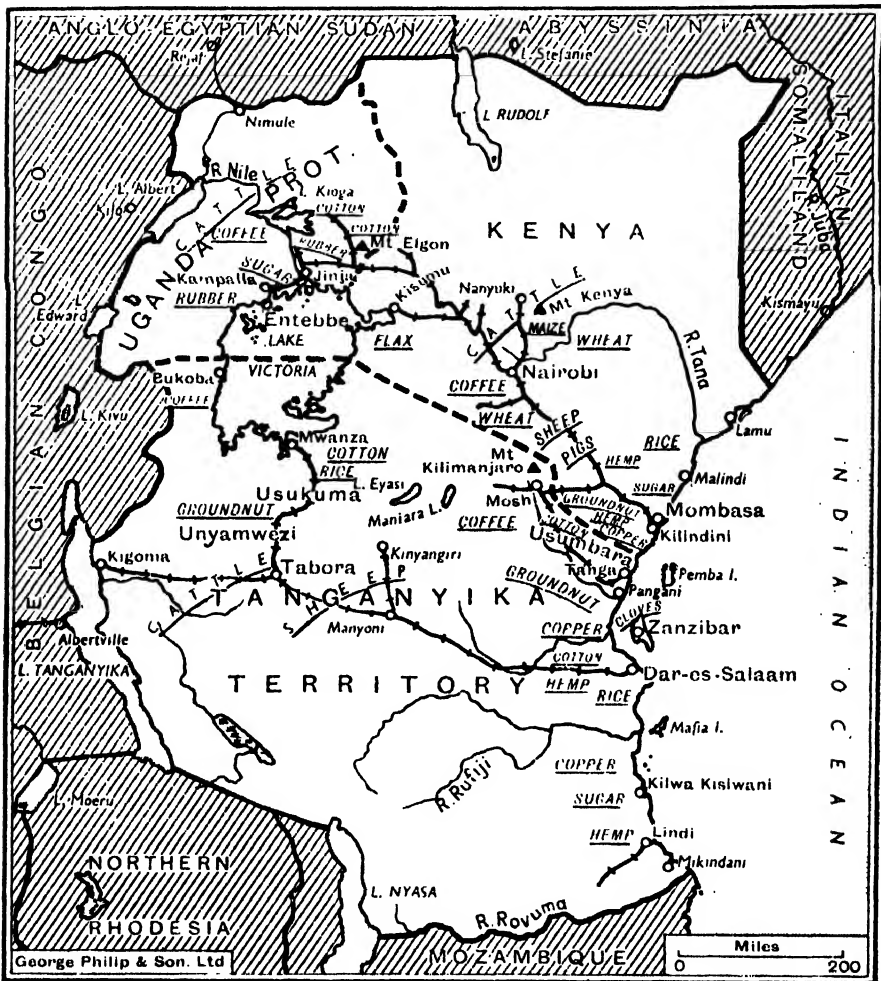 ANGLO-EGYPTIAN SUDAN
ABYSSINIA
Rejaf
L. Stefanie
ITALIAN
SOMALILAND
Nimule
L. RUDOLF
R. Nile
L. Albert
Kilo
UGANDA PROT.
CATTLE
L. Kioga
COTTON
COTTON
COFFEE
RUBBER
Mt Elgon
KENYA
Juba
SUGAR
Kampalla
Jinja
RUBBER
Kisumu
Nanyuki
CATTLE
Mt Kenya
Kismayu
L. Edward
Entebbe
LAKE
VICTORIA
FLAX
MAIZE
WHEAT
R. Tana
Nairobi
Bukoba
COFFEE
COFFEE
WHEAT
L. Kivu
SHEEP
Lamu
Mwanza
COTTON
RICE
Mt
Kilimanjaro
PIGS
HEMP
RICE
SUGAR
Malindi
Usukuma
L. Eyasi
Moshi
GROUNDNUT
Mombasa
GROUNDNUT
Maniara L.
COFFEE
HEMP
COPPER
Kilindini
Unyamwezi
COTTON
Usumbara
Kigoma
Kinyangiri
Tanga
Pemba I.
Tabora
GROUNDNUT
Pangani
CATTLE
SHEEP
TANGANYIKA
CLOVES
Albertville
Manyoni
COPPER
Zanzibar
L. TANGANYIKA
COTTON
Dar-es-Salaam
TERRITORY
HEMP
RICE
Mafia I.
COPPER
R. Rufiji
Kilwa Kisiwani
SUGAR
L. Moeru
HEMP
Lindi
Mikindani
NORTHERN
RHODESIA
L. NYASA
R. Rovuma
MOZAMBIQUE
BELGIAN CONGO
INDIAN OCEAN
Miles
0 200
George Philip & Son. Ltd